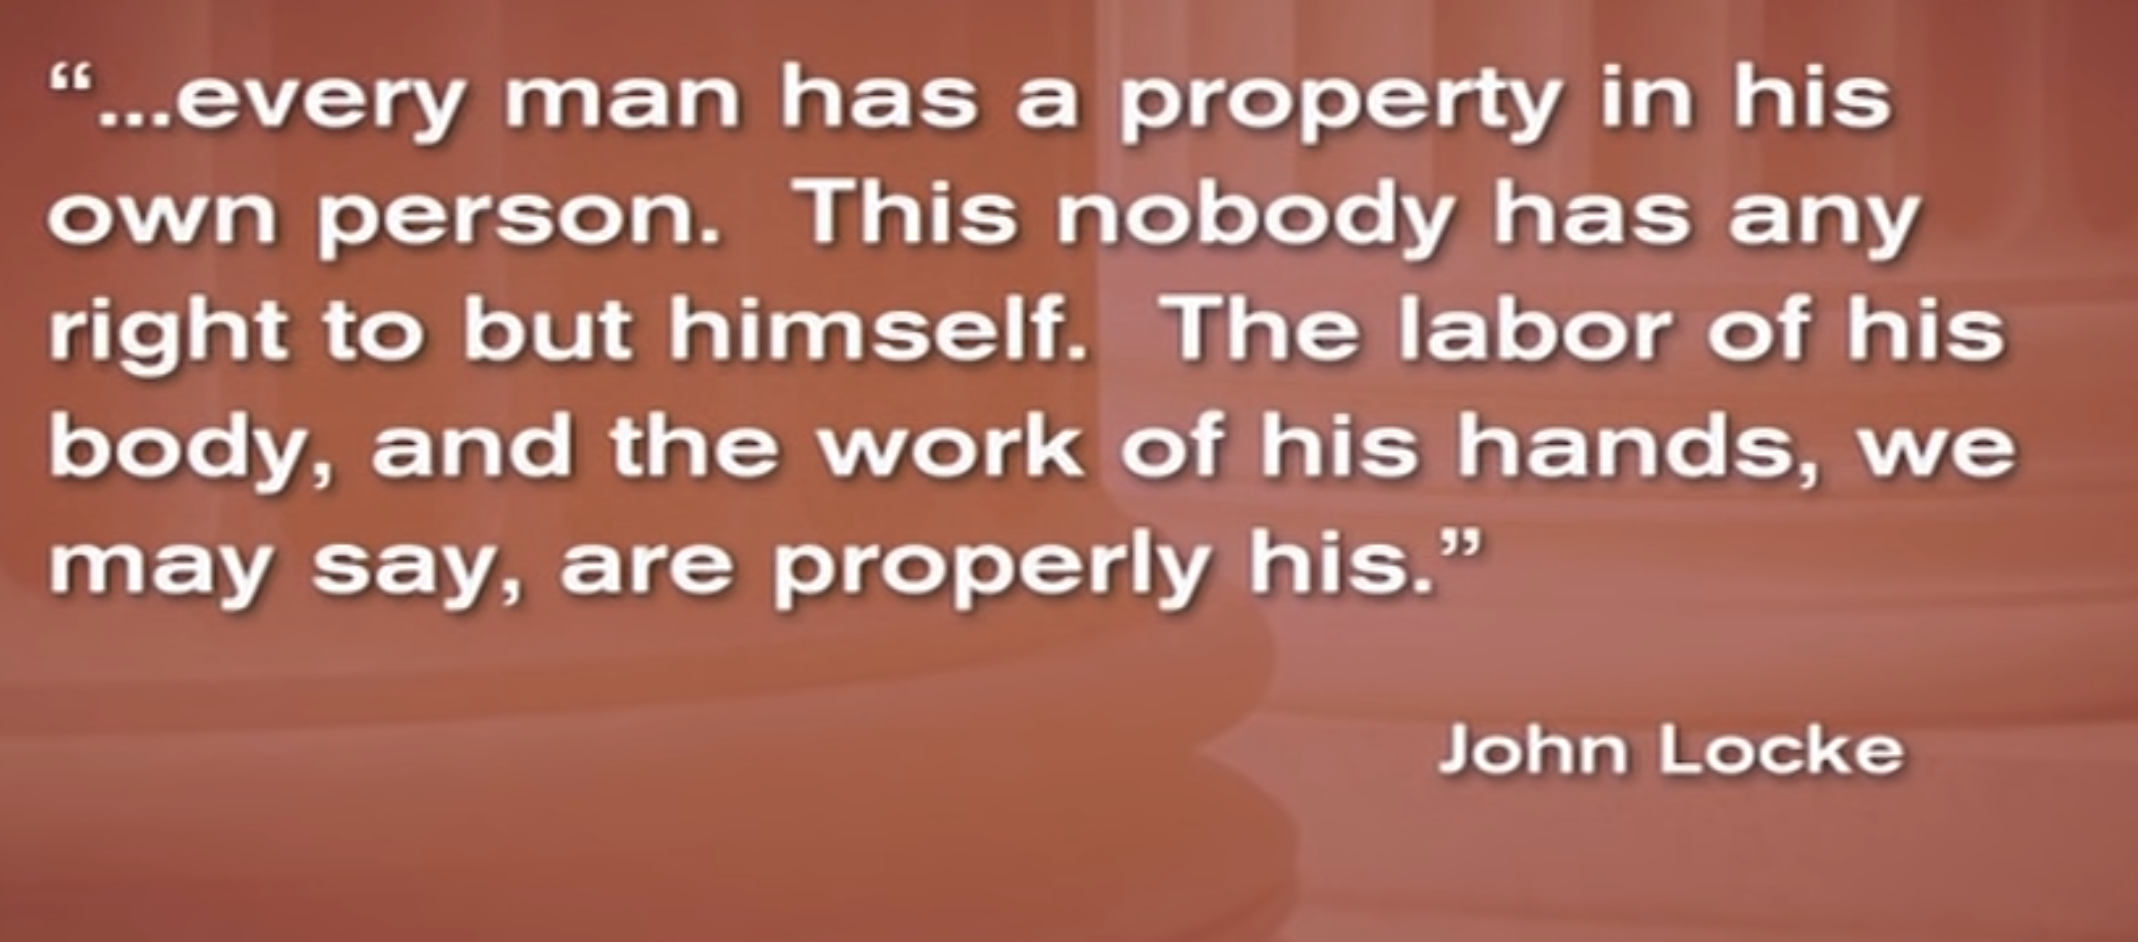 “...every man has a property in his
own person.  This nobody has any
right to but himself.  The labor of his
body, and the work of his hands, we
may say, are properly his.”
John Locke